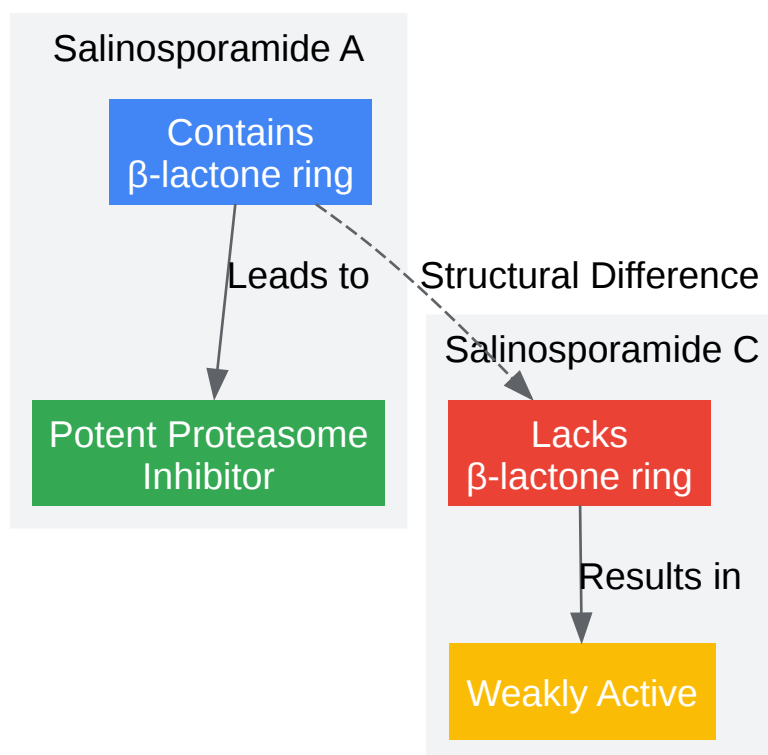 Salinosporamide A
Contains
β-lactone ring
Leads to
Structural Difference
Salinosporamide C
Potent Proteasome
Inhibitor
Lacks
β-lactone ring
Results in
Weakly Active